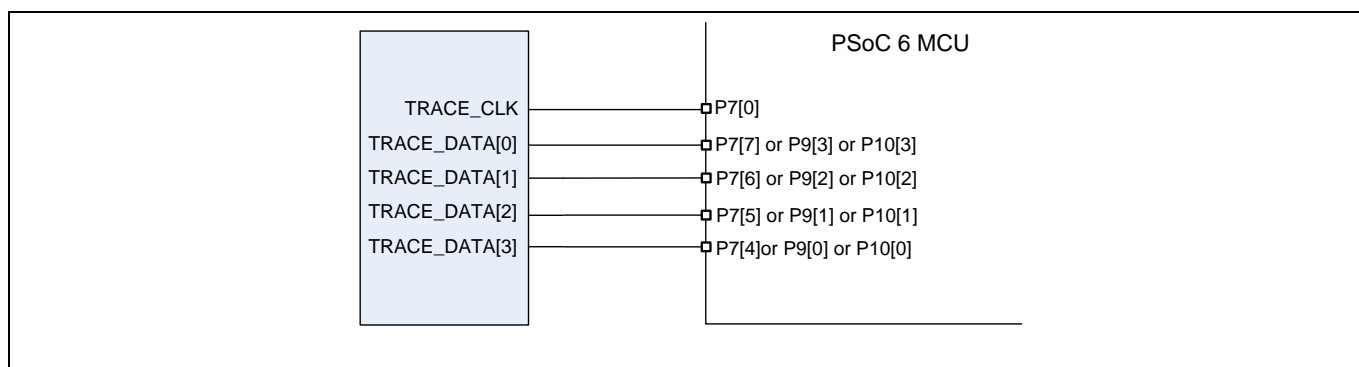 PSoC 6 MCU
TRACE_CLK P7[0]
TRACE_DATA[0] P7[7] or P9[3] or P10[3]
TRACE_DATA[1] P7[6] or P9[2] or P10[2]
TRACE_DATA[2] P7[5] or P9[1] or P10[1]
TRACE_DATA[3] P7[4]or P9[0] or P10[0]